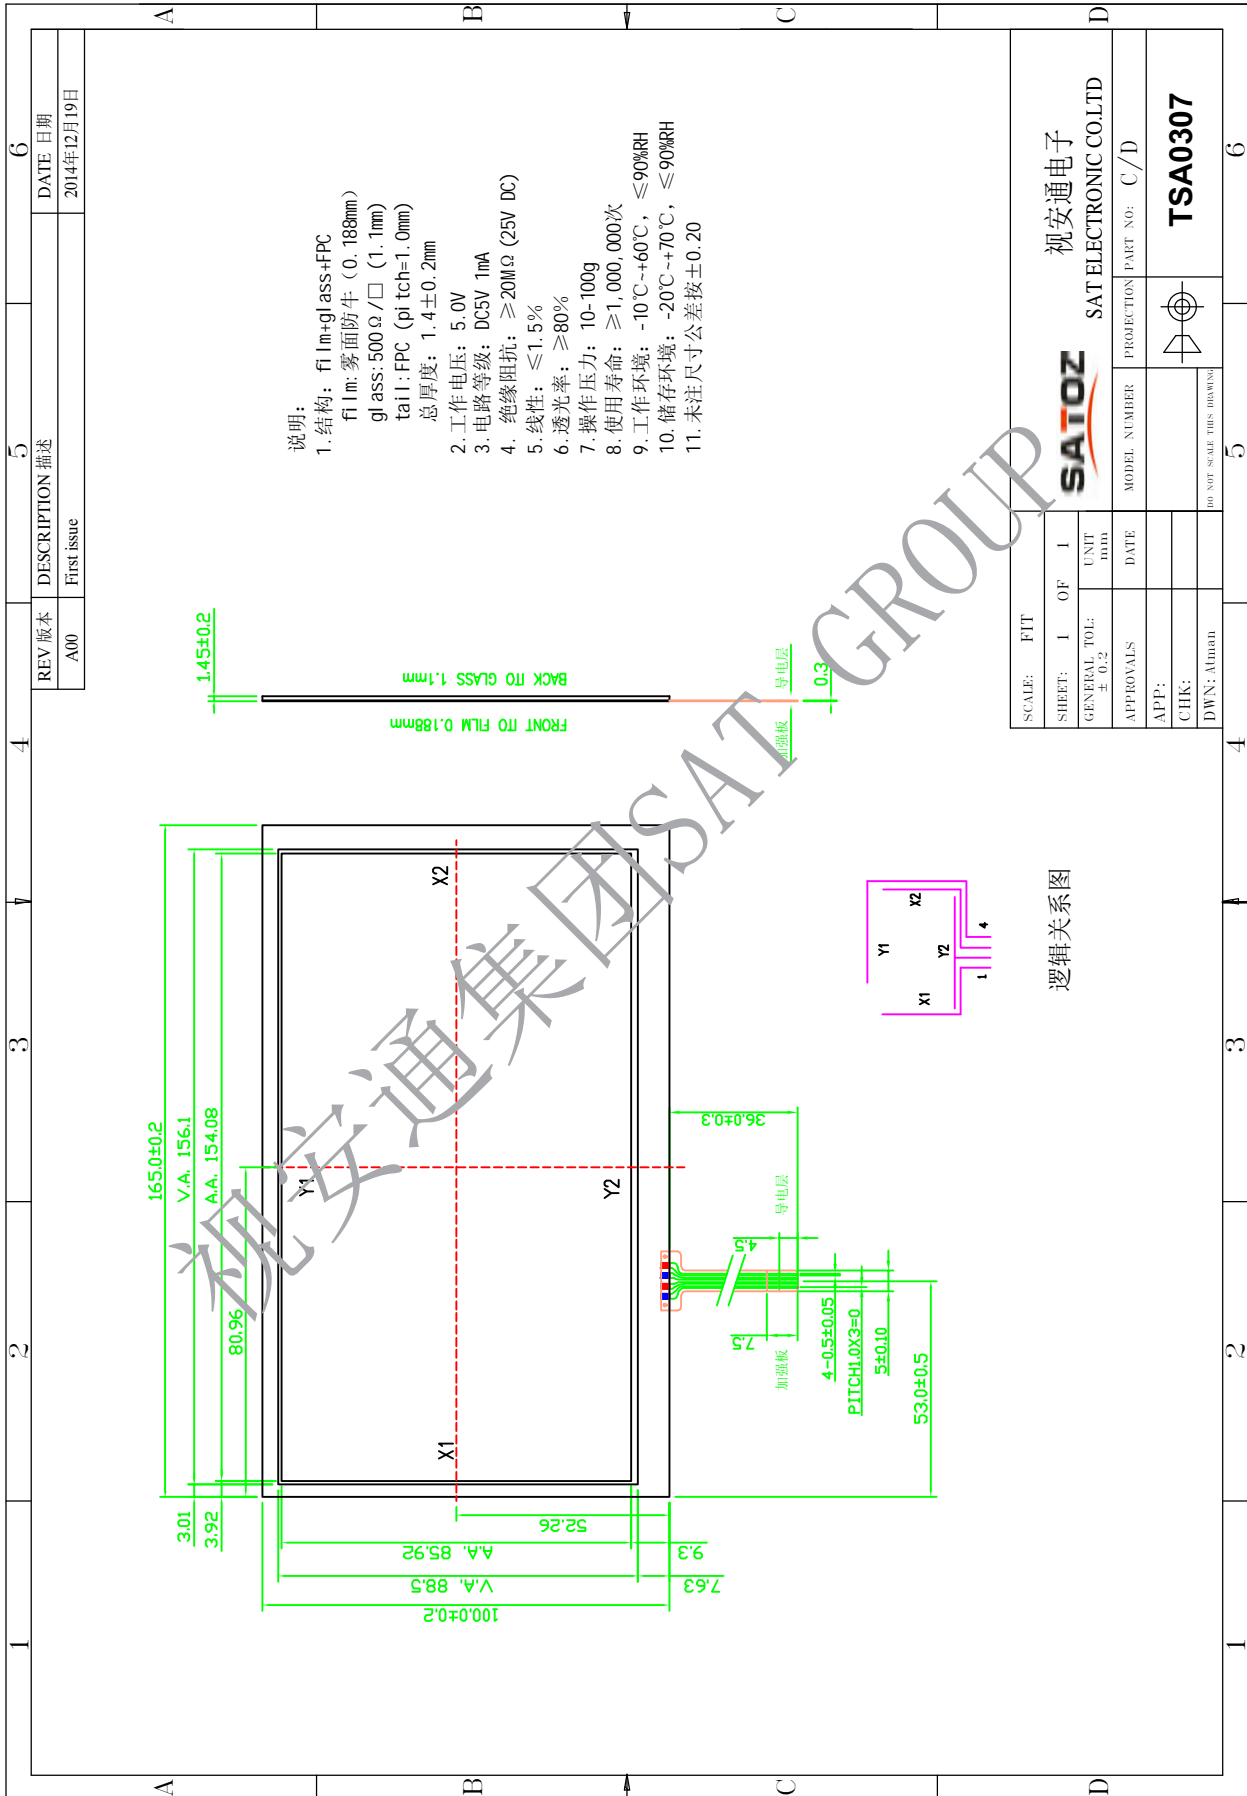 1 2 3 4 5 6
A
B
C
D
REV 版本 DESCRIPTION 描述 DATE 日期
A00 First issue 2014年12月19日
165.0±0.2
V.A. 156.1
A.A. 154.08
80.96
3.01
3.92
100.0±0.2
V.A. 88.5
A.A. 85.92
52.26
9.3
7.63
X1
X2
Y1
Y2
1.45±0.2
BACK ITO GLASS 1.1mm
FRONT ITO FILM 0.188mm
导电层
加强板
0.3
36.0±0.3
4.5
导电层
7.5
加强板
4-0.5±0.05
PITCH1.0X3=0
5±0.10
53.0±0.5
说明:
1.结构: film+glass+FPC
film:雾面防牛（0.188mm)
glass:500Ω/□ (1.1mm)
tail:FPC (pitch=1.0mm)
总厚度: 1.4±0.2mm
2.工作电压: 5.0V
3.电路等级: DC5V 1mA
4. 绝缘阻抗: ≥20MΩ(25V DC)
5.线性: ≤1.5%
6.透光率: ≥80%
7.操作压力: 10-100g
8.使用寿命: ≥1,000,000次
9.工作环境: -10℃~+60℃, ≤90%RH
10.储存环境: -20℃~+70℃, ≤90%RH
11.未注尺寸公差按±0.20
Y1
X1
X2
Y2
1
4
逻辑关系图
视安通集团SAT GROUP
SCALE: FIT
SHEET: 1 OF 1
GENERAL TOL: ± 0.2
UNIT mm
APPROVALS DATE
APP:
CHK:
DWN: Atman
SATOZ
视安通电子
SAT ELECTRONIC CO.LTD
MODEL NUMBER PROJECTION PART NO: C/D
TSA0307
DO NOT SCALE THIS DRAWING
1 2 3 4 5 6
A
B
C
D